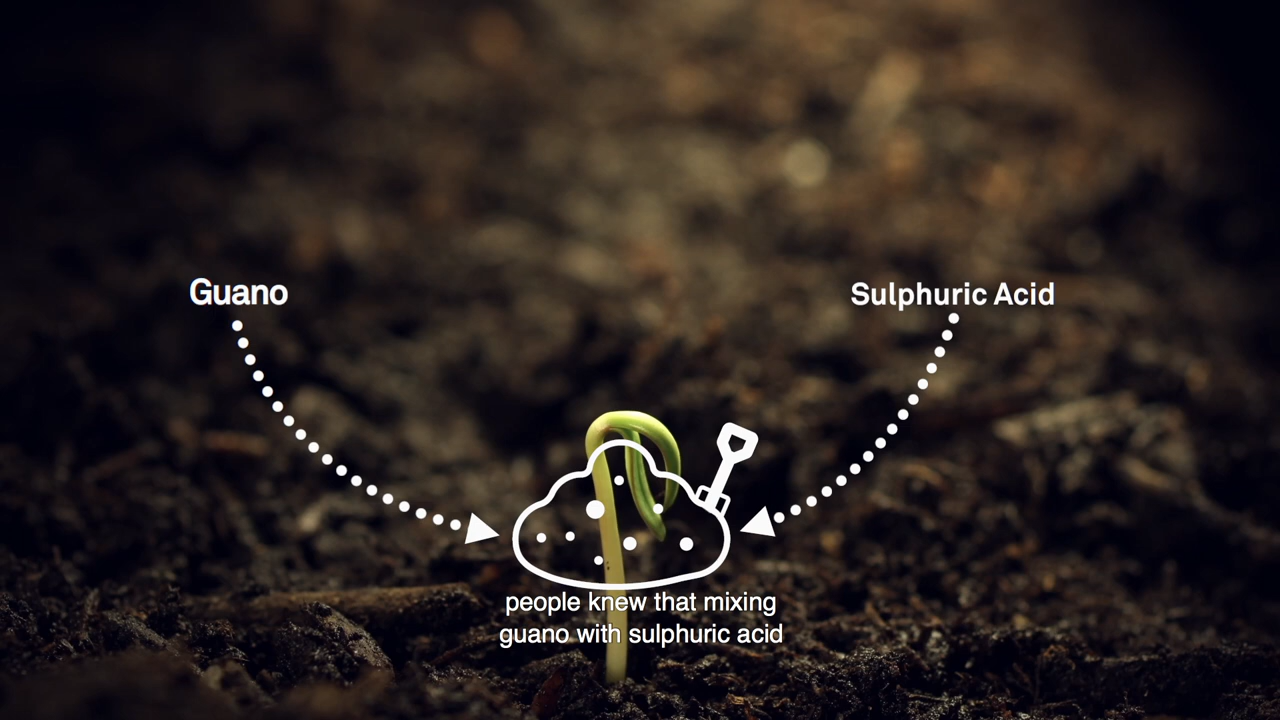 Guano
Sulphuric Acid
people knew that mixing
guano with sulphuric acid